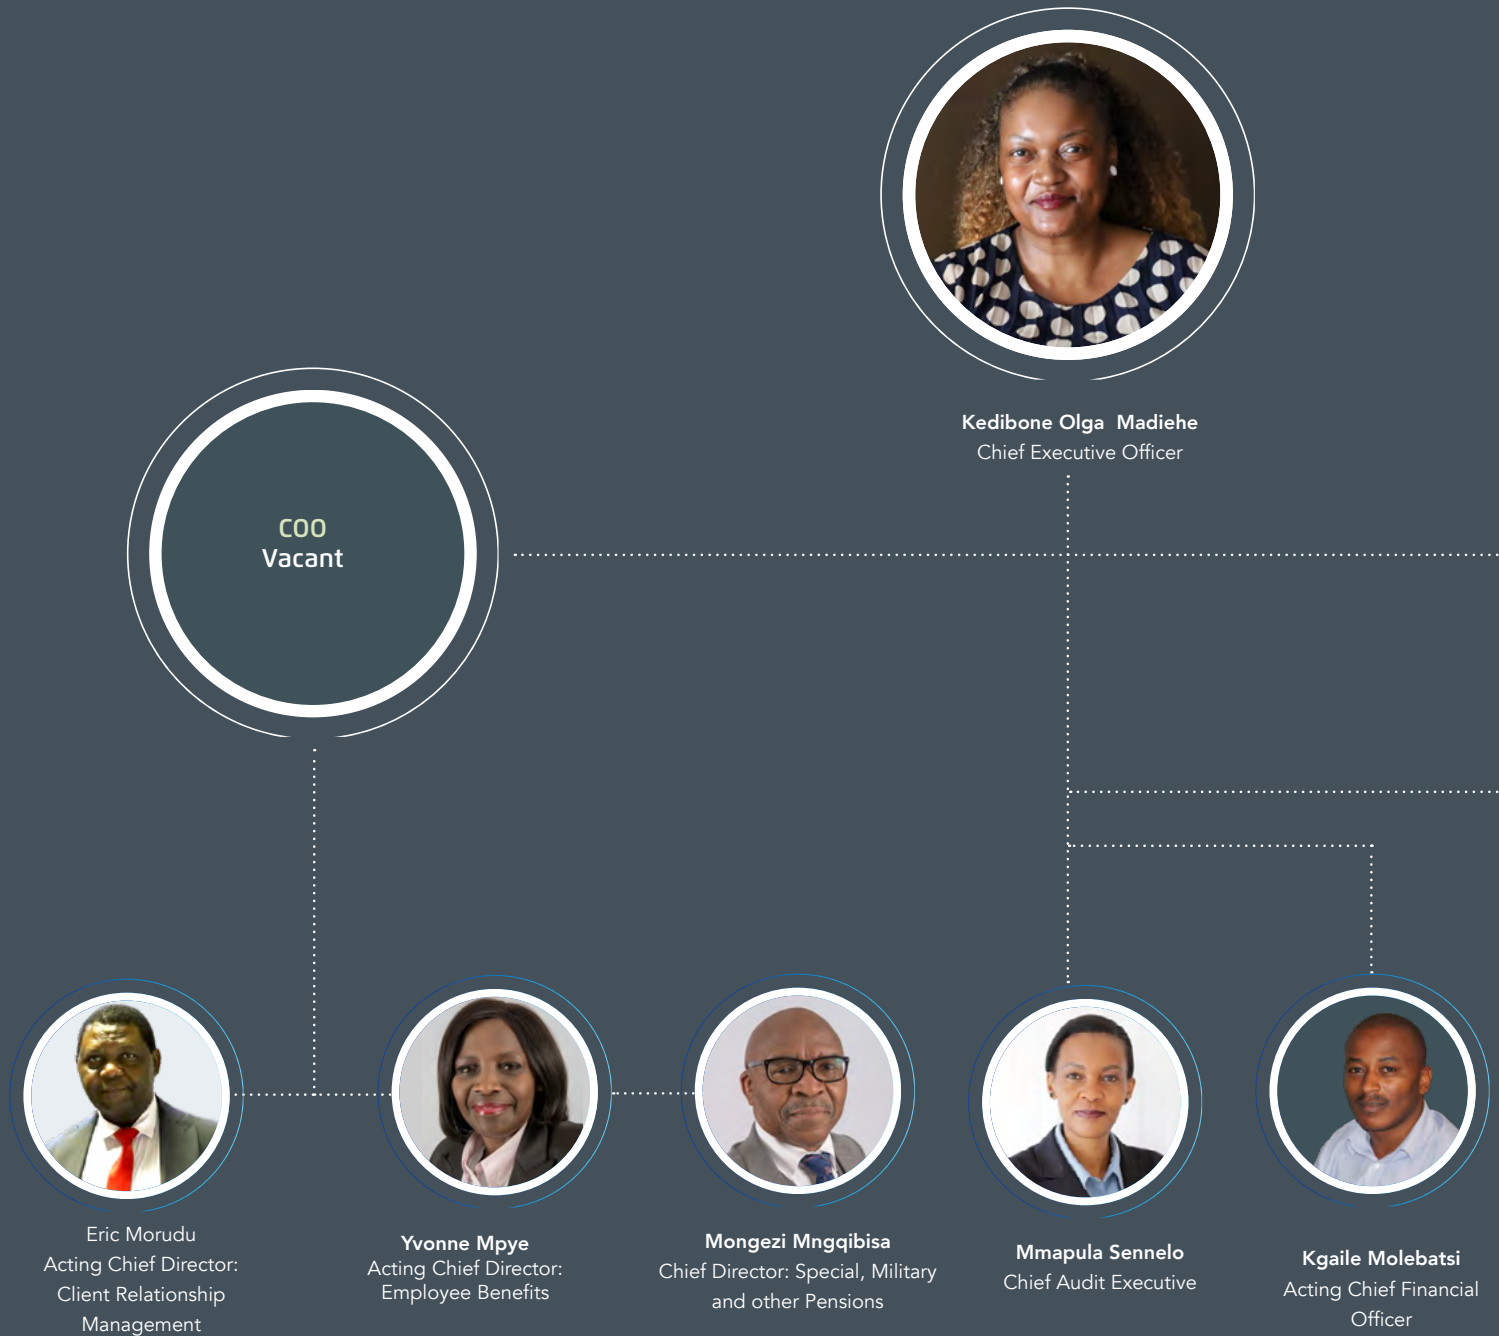 Kedibone Olga Madiehe
Chief Executive Officer
COO
Vacant
Eric Morudu
Acting Chief Director:
Client Relationship
Management
Yvonne Mpye
Acting Chief Director:
Employee Benefits
Mongezi Mngqibisa
Chief Director: Special, Military
and other Pensions
Mmapula Sennelo
Chief Audit Executive
Kgaile Molebatsi
Acting Chief Financial
Officer